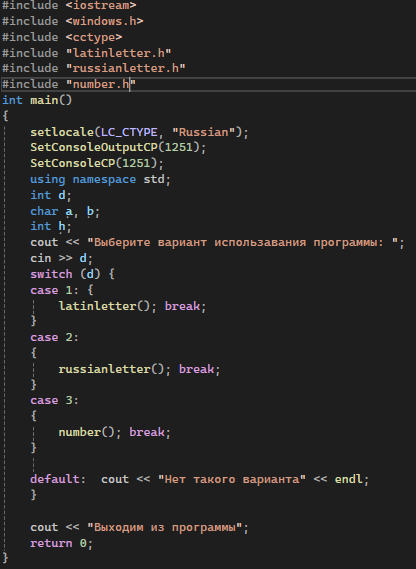 #include <iostream>
#include <windows.h>
#include <cctype>
#include "latinletter.h"
#include "russianletter.h"
#include "number.h"
int main()
{
    setlocale(LC_CTYPE, "Russian");
    SetConsoleOutputCP(1251);
    SetConsoleCP(1251);
    using namespace std;
    int d;
    char a, b;
    int h;
    cout << "Выберите вариант использавания программы: ";
    cin >> d;
    switch (d) {
    case 1: {
        latinletter(); break;
    }
    case 2:
    {
        russianletter(); break;
    }
    case 3:
    {
        number(); break;
    }
    default:  cout << "Нет такого варианта" << endl;
    }
    cout << "Выходим из программы";
    return 0;
}